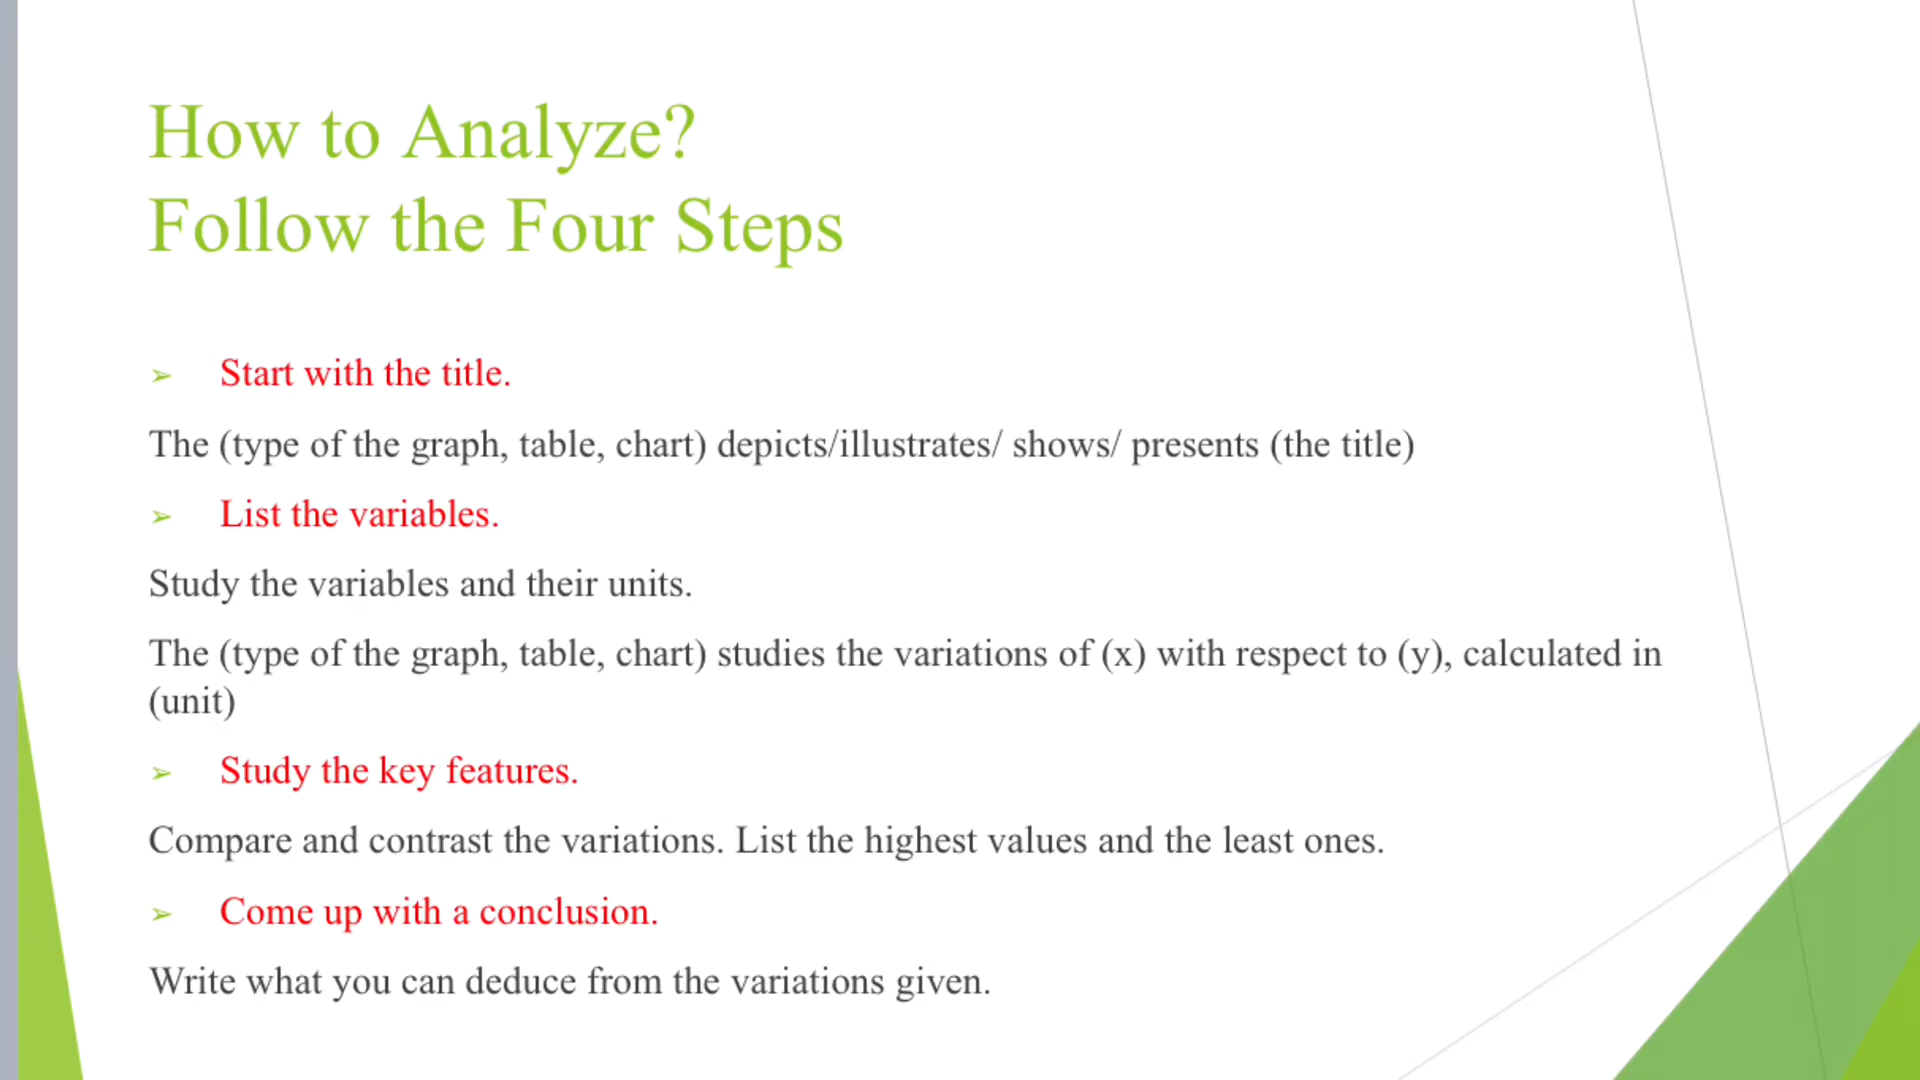 How to Analyze?
Follow the Four Steps
➢ Start with the title.
The (type of the graph, table, chart) depicts/illustrates/ shows/ presents (the title)
➢ List the variables.
Study the variables and their units.
The (type of the graph, table, chart) studies the variations of (x) with respect to (y), calculated in
(unit)
➢ Study the key features.
Compare and contrast the variations. List the highest values and the least ones.
➢ Come up with a conclusion.
Write what you can deduce from the variations given.